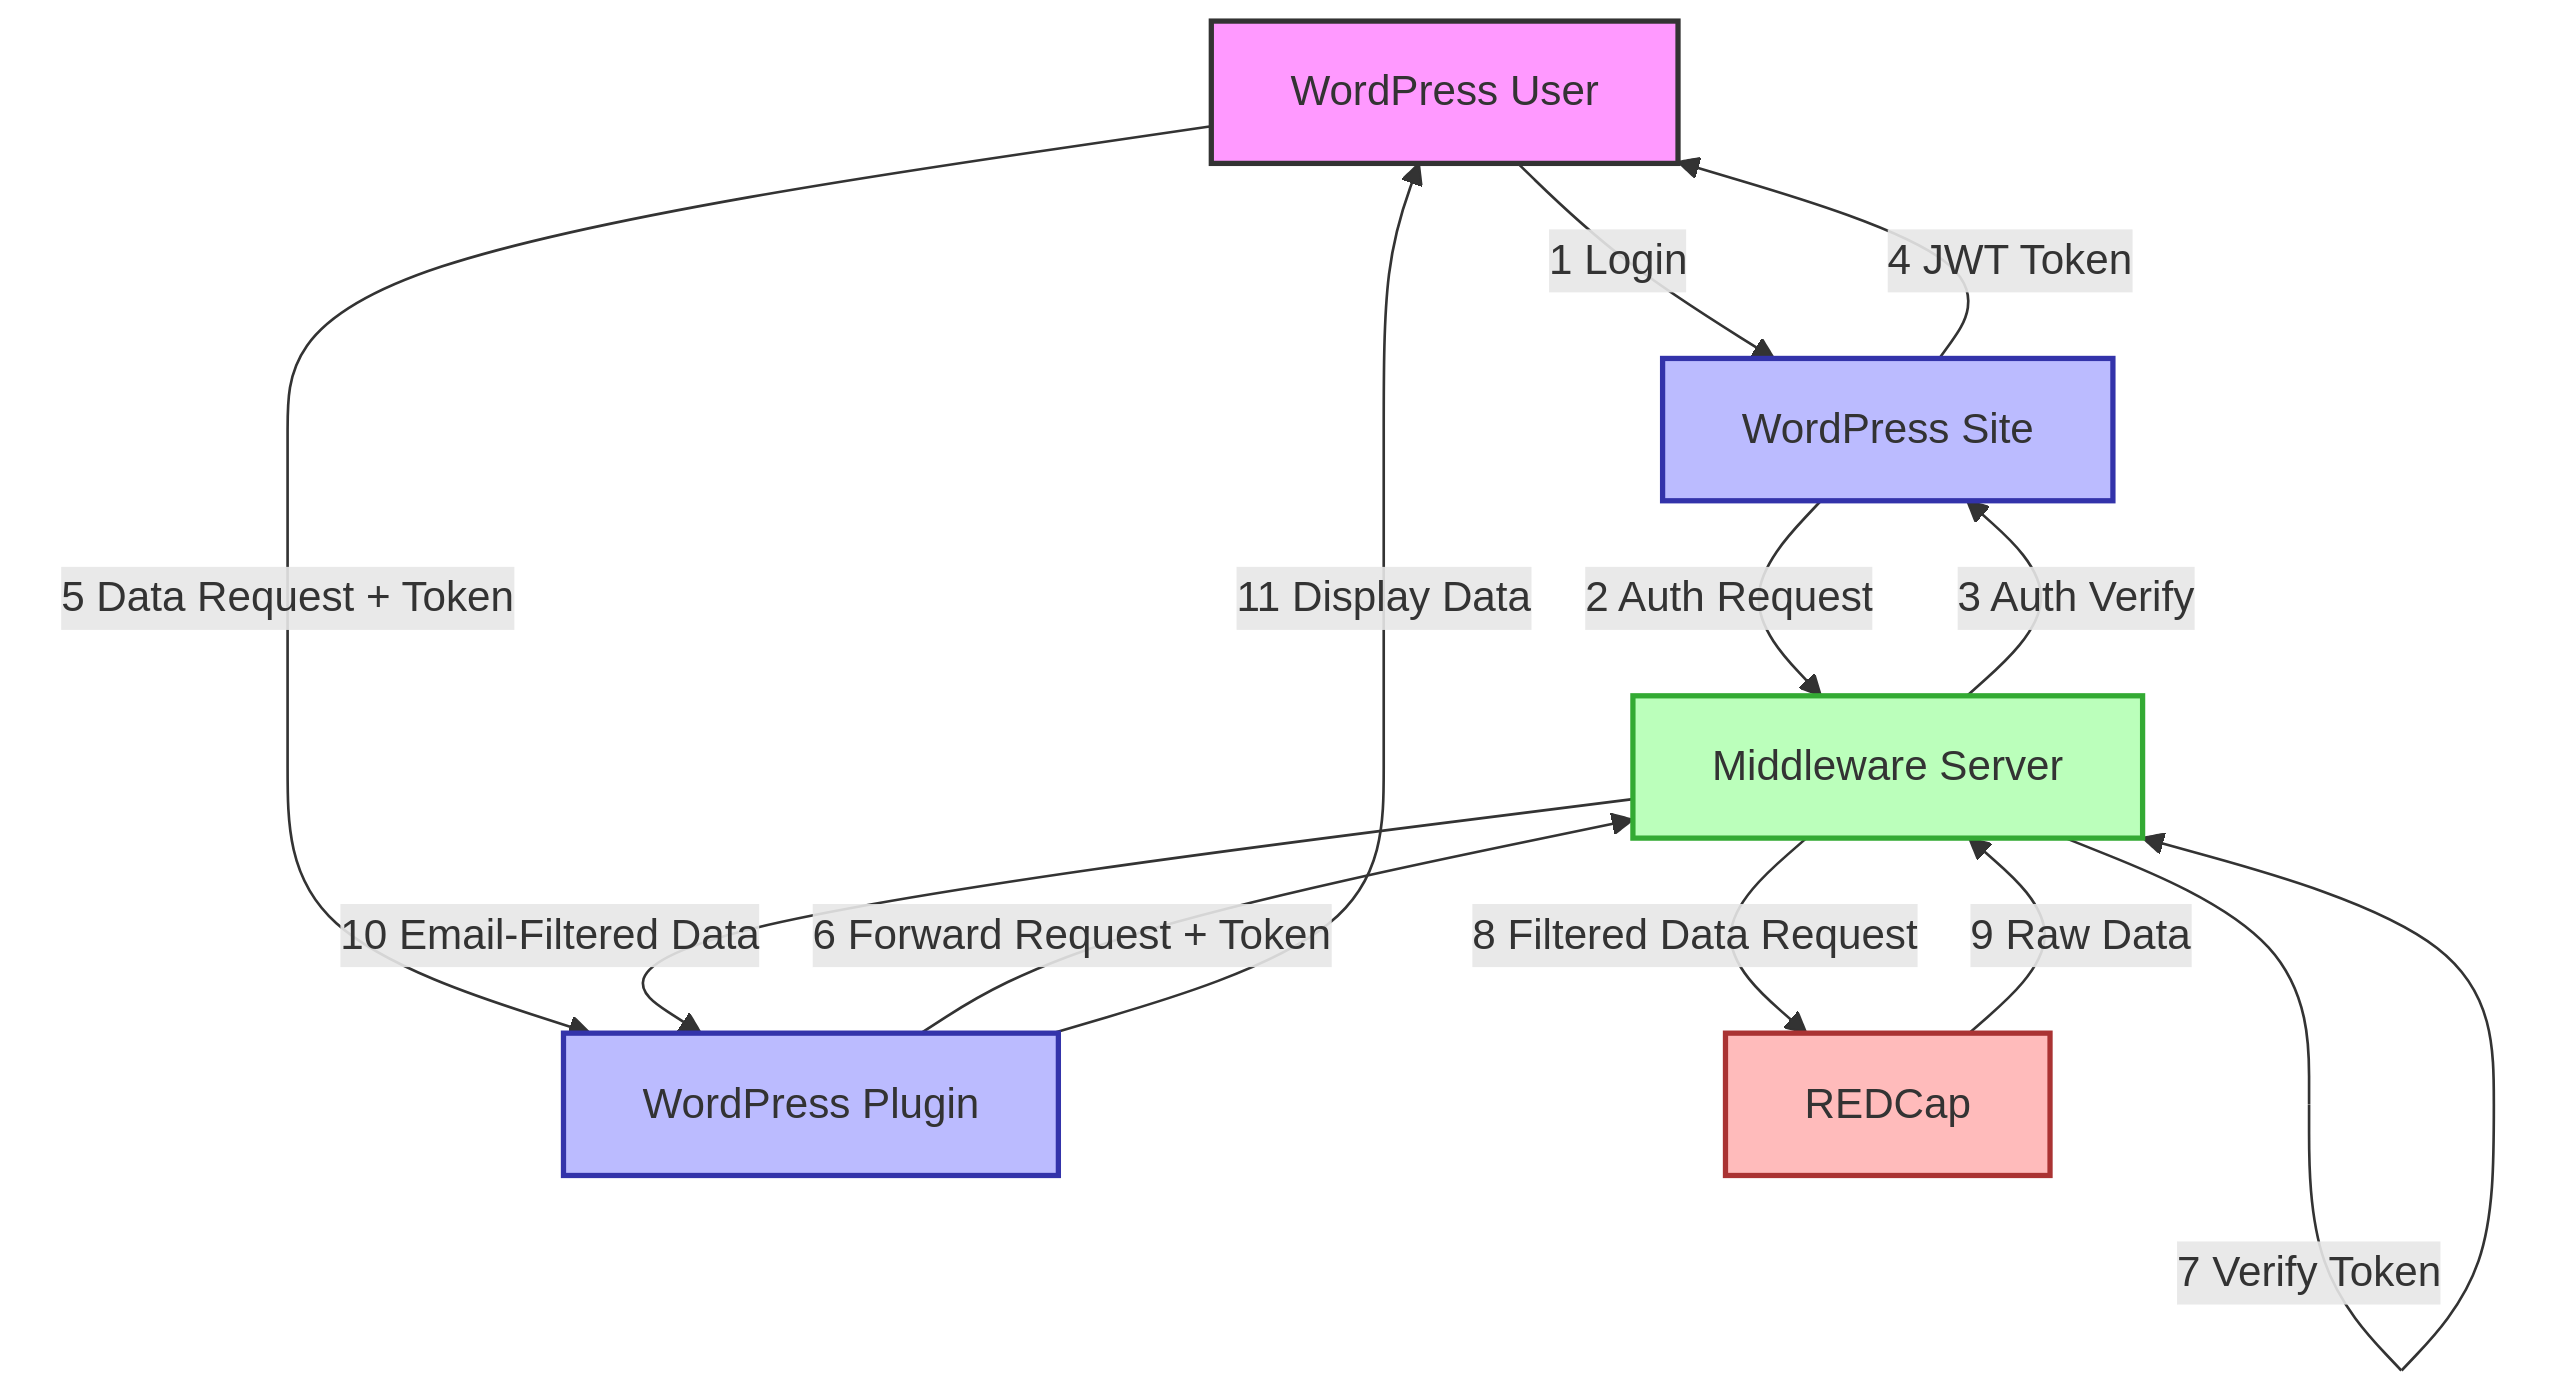 WordPress User
1 Login
4 JWT Token
WordPress Site
5 Data Request + Token
11 Display Data
2 Auth Request
3 Auth Verify
Middleware Server
10 Email-Filtered Data
6 Forward Request + Token
8 Filtered Data Request
9 Raw Data
WordPress Plugin
REDCap
7 Verify Token